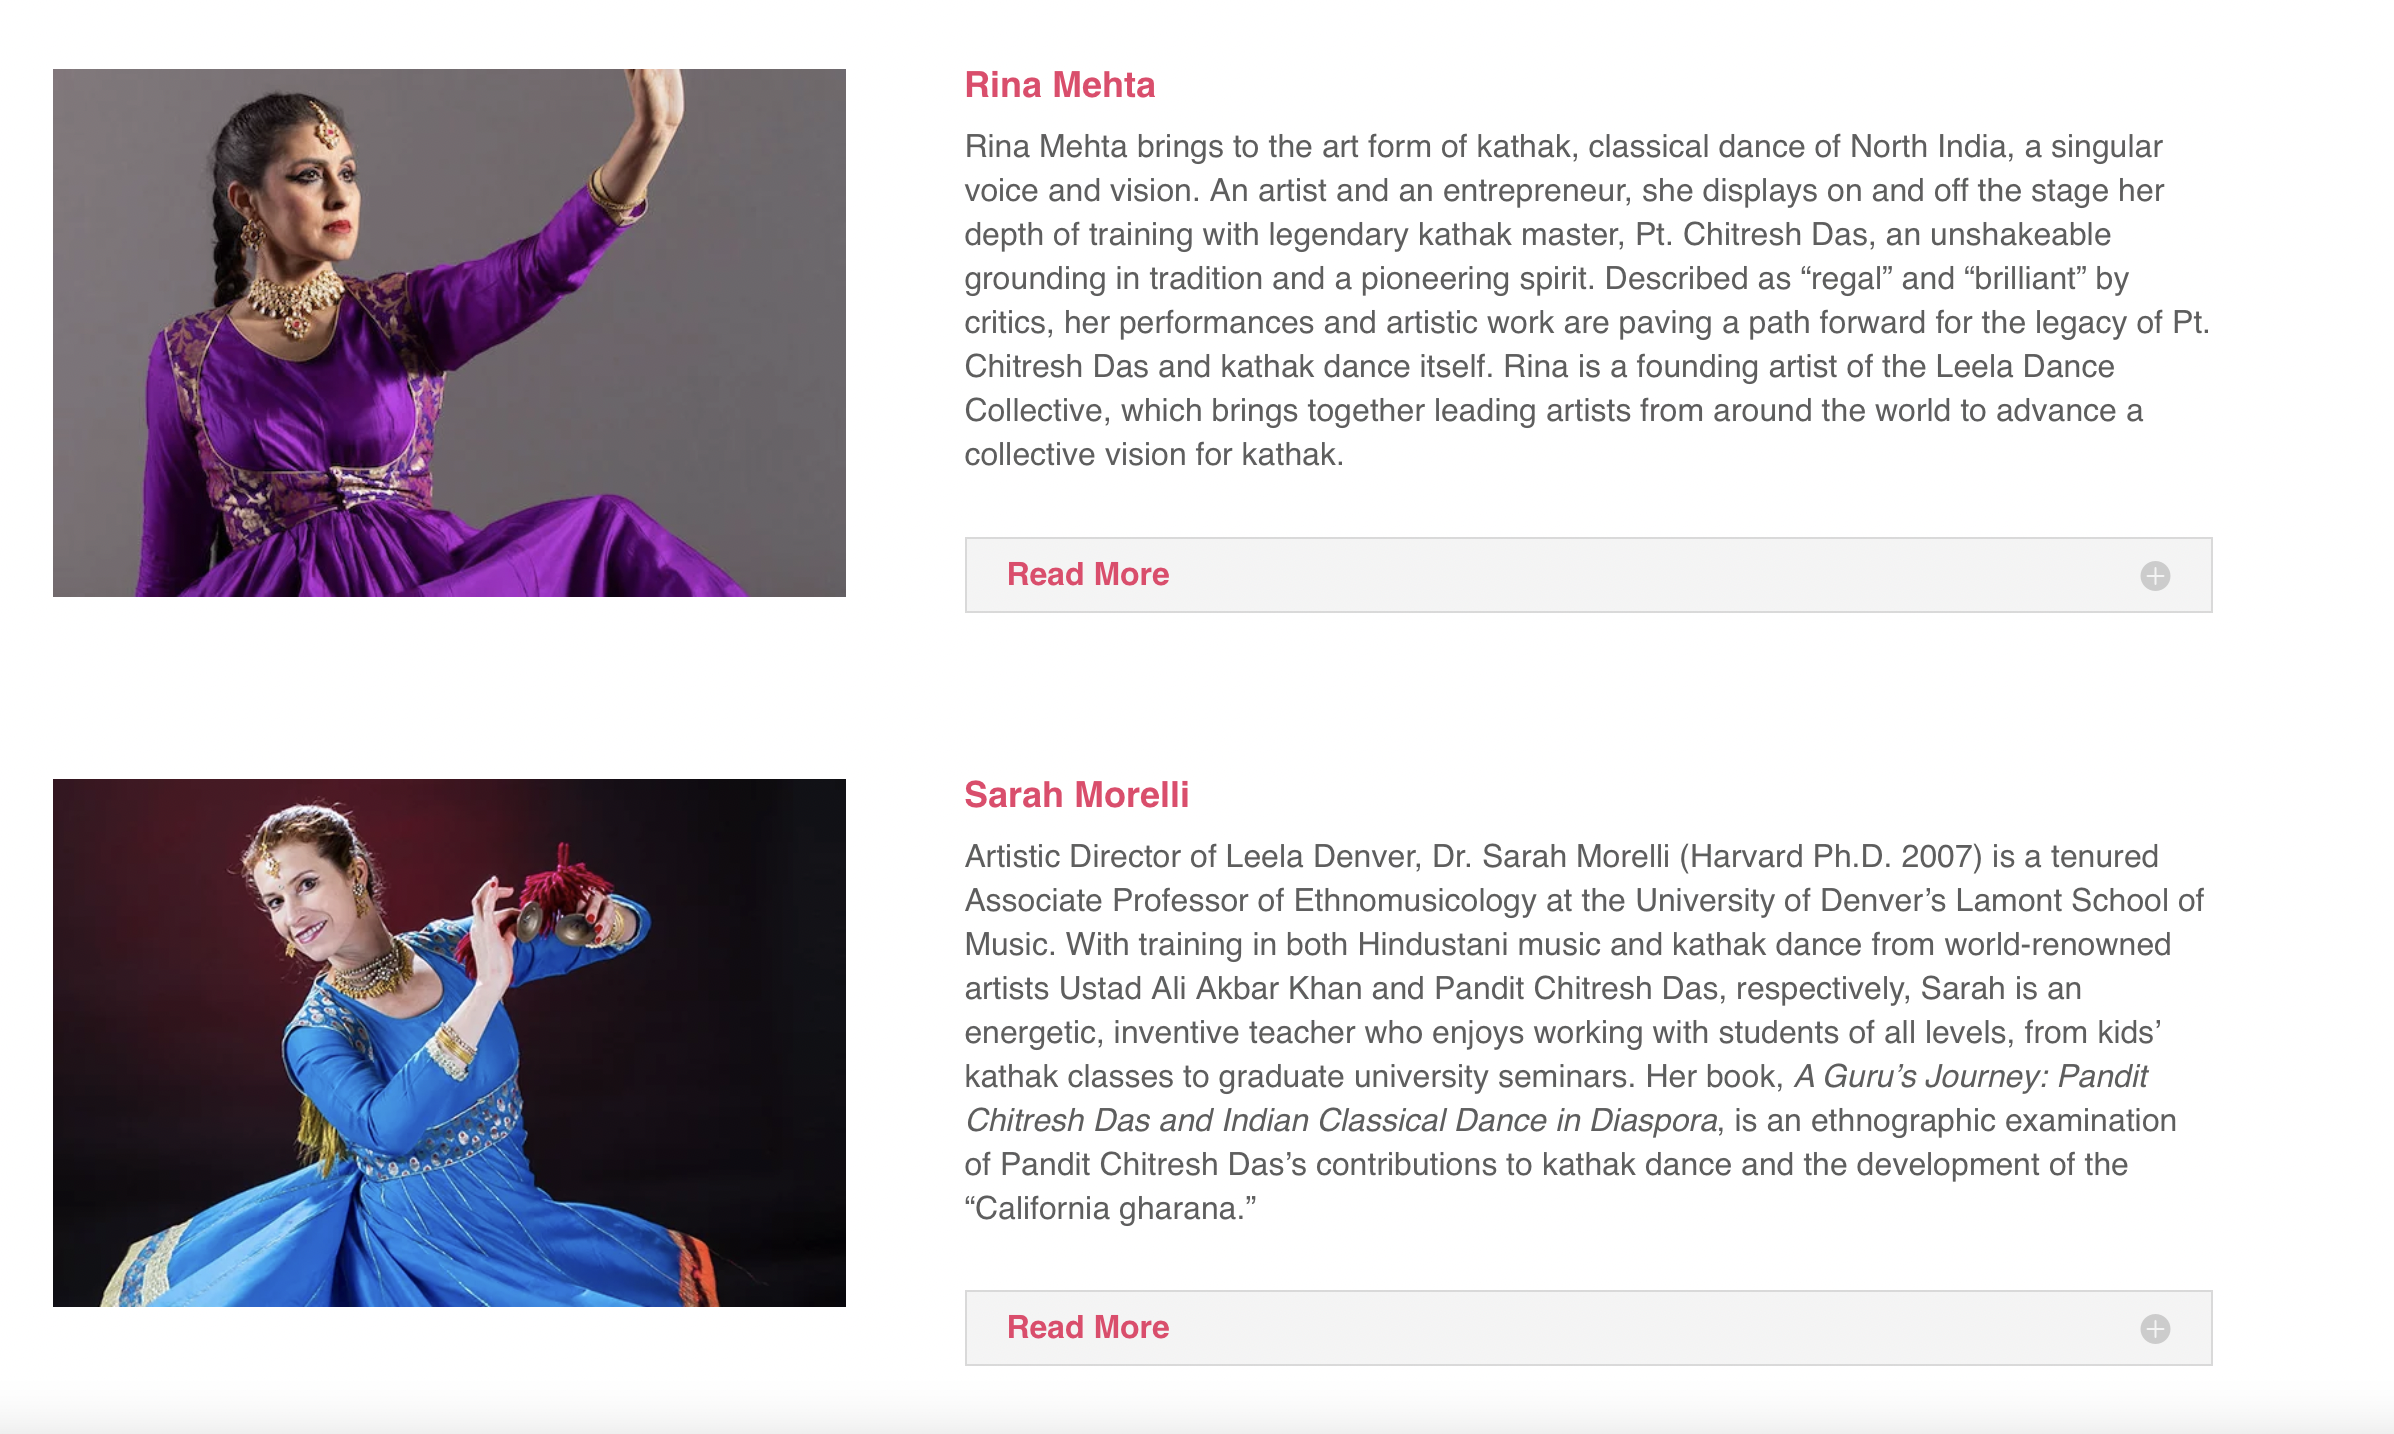 Rina Mehta
Rina Mehta brings to the art form of kathak, classical dance of North India, a singular
voice and vision. An artist and an entrepreneur, she displays on and off the stage her
depth of training with legendary kathak master, Pt. Chitresh Das, an unshakeable
grounding in tradition and a pioneering spirit. Described as “regal” and “brilliant” by
critics, her performances and artistic work are paving a path forward for the legacy of Pt.
Chitresh Das and kathak dance itself. Rina is a founding artist of the Leela Dance
Collective, which brings together leading artists from around the world to advance a
collective vision for kathak.
Read More
Sarah Morelli
Artistic Director of Leela Denver, Dr. Sarah Morelli (Harvard Ph.D. 2007) is a tenured
Associate Professor of Ethnomusicology at the University of Denver’s Lamont School of
Music. With training in both Hindustani music and kathak dance from world-renowned
artists Ustad Ali Akbar Khan and Pandit Chitresh Das, respectively, Sarah is an
energetic, inventive teacher who enjoys working with students of all levels, from kids’
kathak classes to graduate university seminars. Her book, A Guru’s Journey: Pandit
Chitresh Das and Indian Classical Dance in Diaspora, is an ethnographic examination
of Pandit Chitresh Das’s contributions to kathak dance and the development of the
“California gharana.”
Read More